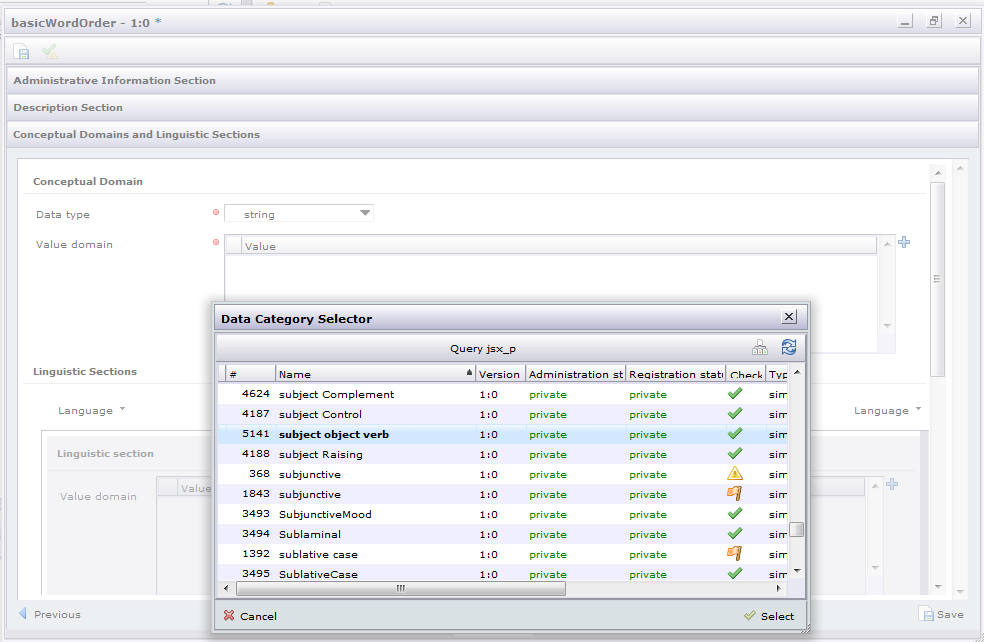 basicWordOrder - 1:0 *
Administrative Information Section
Description Section
Conceptual Domains and Linguistic Sections
Conceptual Domain
Data type
string
Value domain
Value
Linguistic Sections
Language
Language
Linguistic section
Value domain
Value
Data Category Selector
Query jsx_p
# Name Version Administration st Registration statu Check Typ
4624 subject Complement 1:0 private private sim
4187 subject Control 1:0 private private sim
5141 subject object verb 1:0 private private sim
4188 subject Raising 1:0 private private sim
368 subjunctive 1:0 private private sim
1843 subjunctive 1:0 private private sim
3493 SubjunctiveMood 1:0 private private sim
3494 Sublaminal 1:0 private private sim
1392 sublative case 1:0 private private sim
3495 SublativeCase 1:0 private private sim
Cancel
Select
Previous
Save